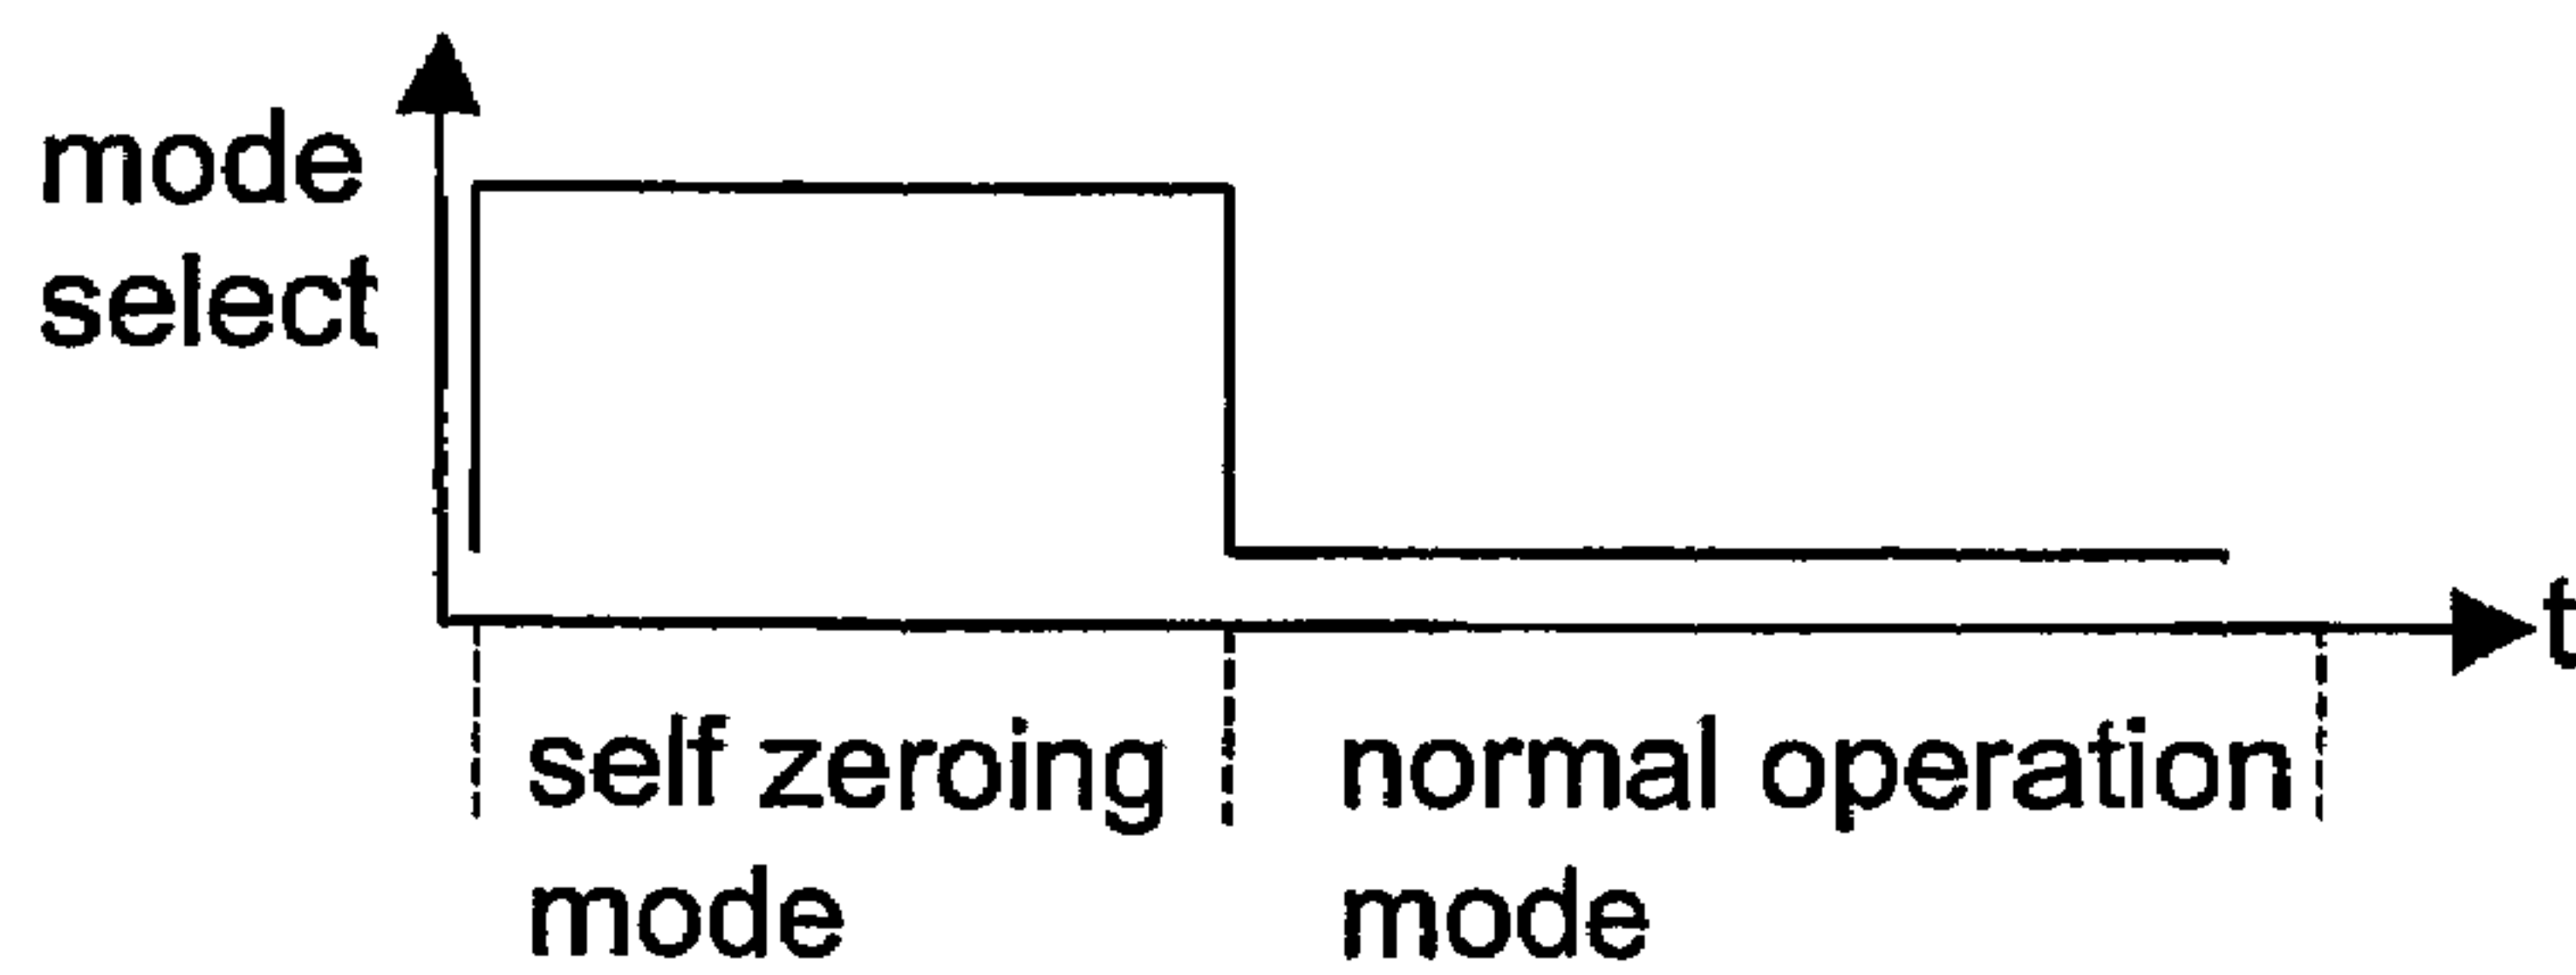 mode
select
t
self zeroing
mode
normal operation
mode